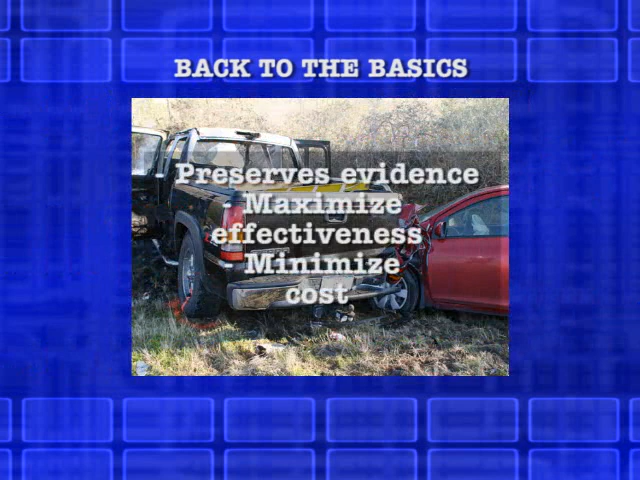 BACK TO THE BASICS
Preserves evidence
Maximize
effectiveness
Minimize
cost